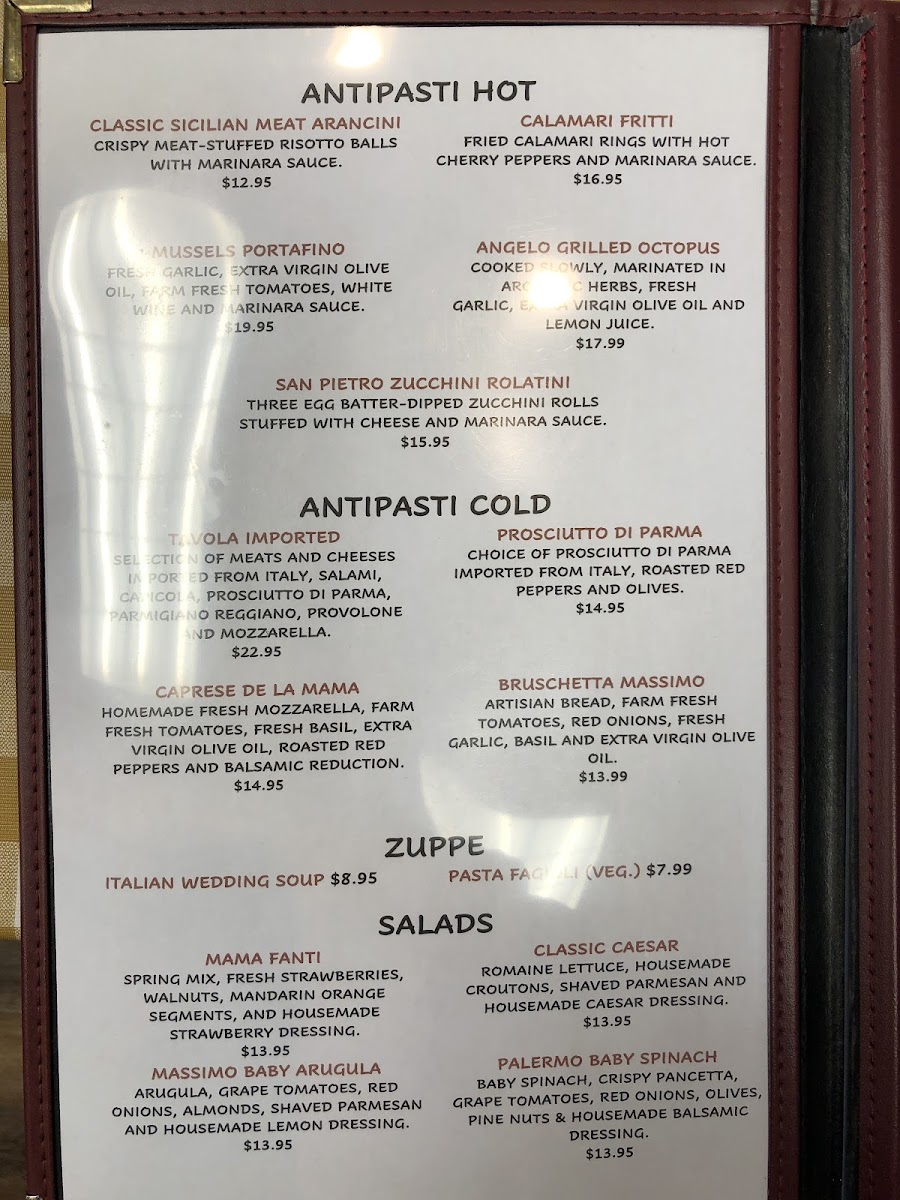 ANTIPASTI HOT
CLASSIC SICILIAN MEAT ARANCINI
CRISPY MEAT-STUFFED RISOTTO BALLS
WITH MARINARA SAUCE.
$12.95
CALAMARI FRITTI
FRIED CALAMARI RINGS WITH HOT
CHERRY PEPPERS AND MARINARA SAUCE.
$16.95
MUSSELS PORTAFINO
FRESH GARLIC, EXTRA VIRGIN OLIVE
OIL, FARM FRESH TOMATOES, WHITE
WINE AND MARINARA SAUCE.
$19.95
ANGELO GRILLED OCTOPUS
COOKED SLOWLY, MARINATED IN
HERBS, FRESH
GARLIC, EXTRA VIRGIN OLIVE OIL AND
LEMON JUICE.
$17.99
SAN PIETRO ZUCCHINI ROLATINI
THREE EGG BATTER-DIPPED ZUCCHINI ROLLS
STUFFED WITH CHEESE AND MARINARA SAUCE.
$15.95
ANTIPASTI COLD
TAVOLA IMPORTED
SELECTION OF MEATS AND CHEESES
IMPORTED FROM ITALY, SALAMI,
CAPICOLA, PROSCIUTTO DI PARMA,
PARMIGIANO REGGIANO, PROVOLONE
AND MOZZARELLA.
$22.95
PROSCIUTTO DI PARMA
CHOICE OF PROSCIUTTO DI PARMA
IMPORTED FROM ITALY, ROASTED RED
PEPPERS AND OLIVES.
$14.95
CAPRESE DE LA MAMA
HOMEMADE FRESH MOZZARELLA, FARM
FRESH TOMATOES, FRESH BASIL, EXTRA
VIRGIN OLIVE OIL, ROASTED RED
PEPPERS AND BALSAMIC REDUCTION.
$14.95
BRUSCHETTA MASSIMO
ARTISIAN BREAD, FARM FRESH
TOMATOES, RED ONIONS, FRESH
GARLIC, BASIL AND EXTRA VIRGIN OLIVE
OIL.
$13.99
ZUPPE
ITALIAN WEDDING SOUP $8.95
PASTA FAGIOLI (VEG.) $7.99
SALADS
MAMA FANTI
SPRING MIX, FRESH STRAWBERRIES,
WALNUTS, MANDARIN ORANGE
SEGMENTS, AND HOUSEMADE
STRAWBERRY DRESSING.
$13.95
CLASSIC CAESAR
ROMAINE LETTUCE, HOUSEMADE
CROUTONS, SHAVED PARMESAN AND
HOUSEMADE CAESAR DRESSING.
$13.95
MASSIMO BABY ARUGULA
ARUGULA, GRAPE TOMATOES, RED
ONIONS, ALMONDS, SHAVED PARMESAN
AND HOUSEMADE LEMON DRESSING.
$13.95
PALERMO BABY SPINACH
BABY SPINACH, CRISPY PANCETTA,
GRAPE TOMATOES, RED ONIONS, OLIVES,
PINE NUTS & HOUSEMADE BALSAMIC
DRESSING.
$13.95